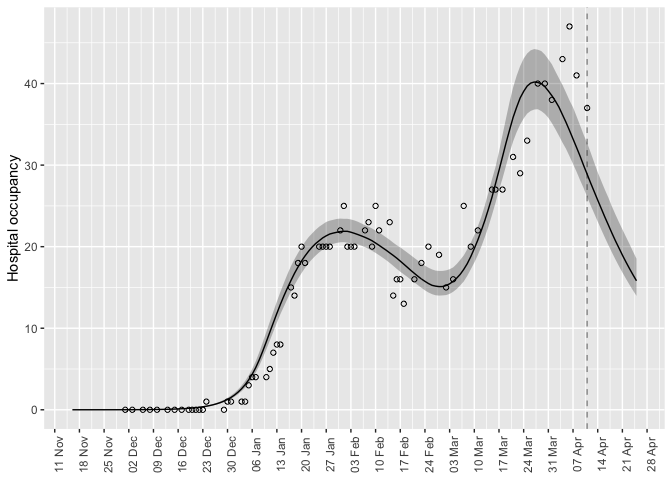 Hospital occupancy
40
30
20
10
0
11 Nov
18 Nov
25 Nov
02 Dec
09 Dec
16 Dec
23 Dec
30 Dec
06 Jan
13 Jan
20 Jan
27 Jan
03 Feb
10 Feb
17 Feb
24 Feb
03 Mar
10 Mar
17 Mar
24 Mar
31 Mar
07 Apr
14 Apr
21 Apr
28 Apr